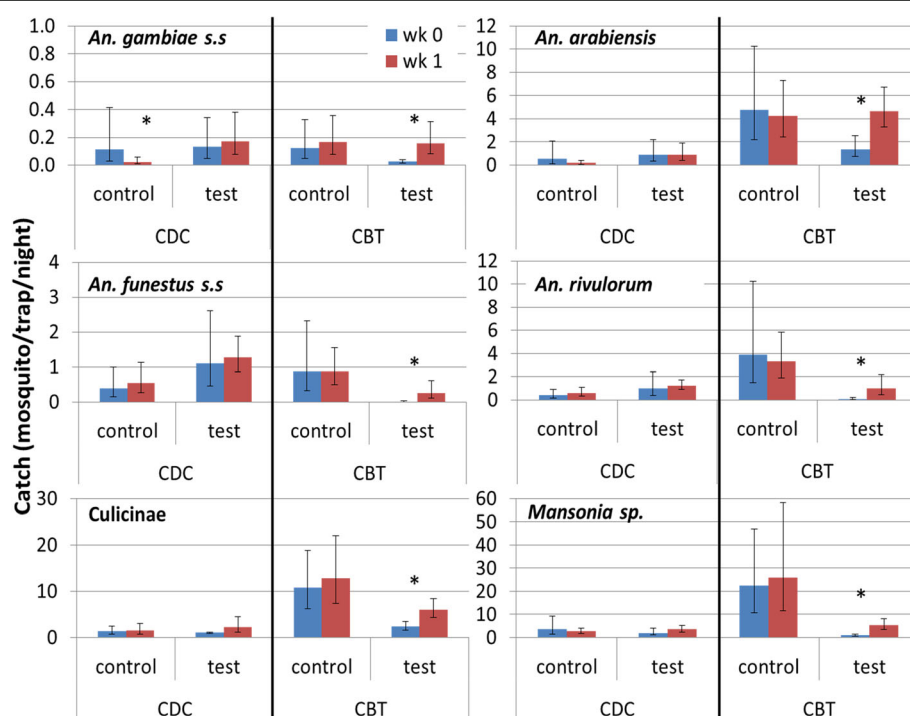 Catch (mosquito/trap/night)
An. gambiae s.s
wk 0
wk 1
1.0
0.8
0.6
0.4
0.2
0.0
*
*
control test control test
CDC CBT
An. arabiensis
12
10
8
6
4
2
0
*
control test control test
CDC CBT
An. funestus s.s
4
3
2
1
0
*
control test control test
CDC CBT
An. rivulorum
12
10
8
6
4
2
0
*
control test control test
CDC CBT
Culicinae
30
20
10
0
*
control test control test
CDC CBT
Mansonia sp.
60
50
40
30
20
10
0
*
control test control test
CDC CBT